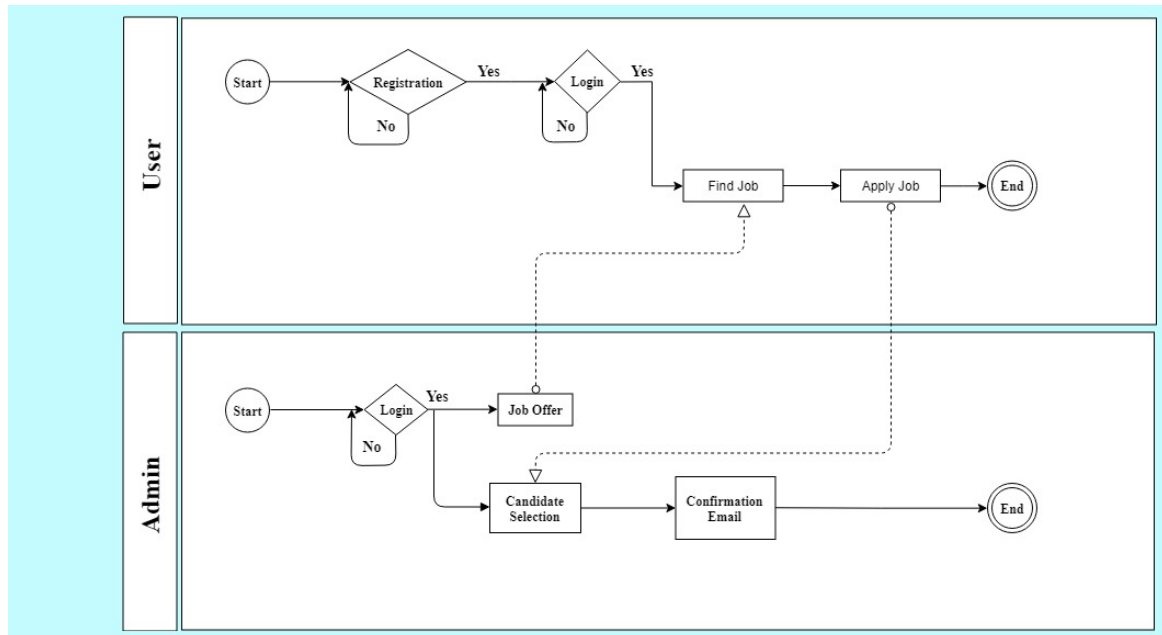 User
Start
Registration
Yes
No
Login
Yes
No
Find Job
Apply Job
End
Admin
Start
Login
Yes
No
Job Offer
Candidate
Selection
Confirmation
Email
End